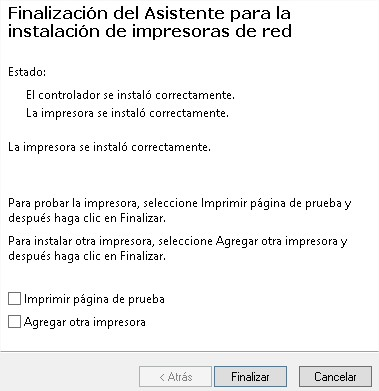 Finalización del Asistente para la
instalación de impresoras de red
Estado:
El controlador se instaló correctamente.
La impresora se instaló correctamente.
La impresora se instaló correctamente.
Para probar la impresora, seleccione Imprimir página de prueba y
después haga clic en Finalizar.
Para instalar otra impresora, seleccione Agregar otra impresora y
después haga clic en Finalizar.
Imprimir página de prueba
Agregar otra impresora
< Atrás Finalizar Cancelar